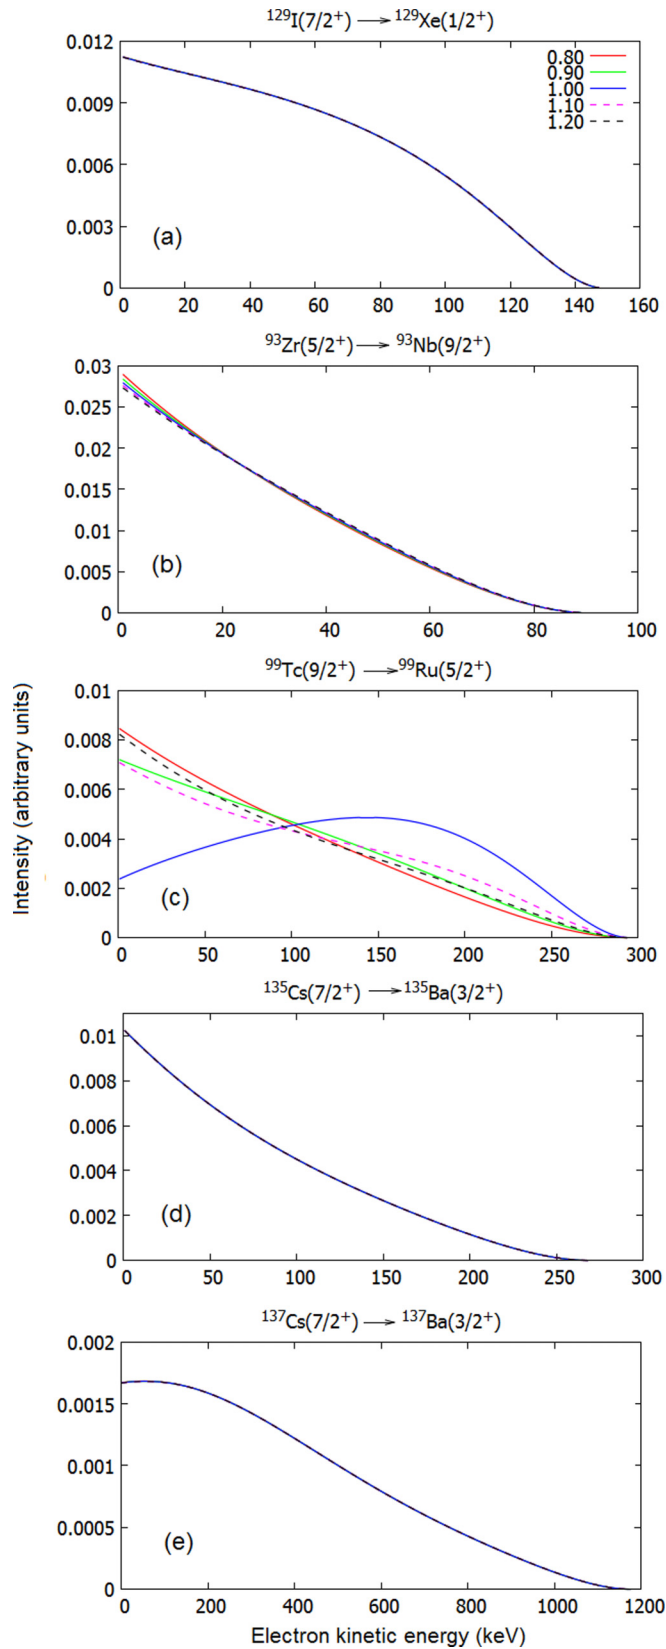 ¹²⁹I(7/2⁺) ⟶ ¹²⁹Xe(1/2⁺)
0.012
0.009
0.006
0.003
0
0.80
0.90
1.00
1.10
1.20
(a)
0 20 40 60 80 100 120 140 160
⁹³Zr(5/2⁺) ⟶ ⁹³Nb(9/2⁺)
0.03
0.025
0.02
0.015
0.01
0.005
0
(b)
0 20 40 60 80 100
⁹⁹Tc(9/2⁺) ⟶ ⁹⁹Ru(5/2⁺)
Intensity (arbitrary units)
0.01
0.008
0.006
0.004
0.002
0
(c)
0 50 100 150 200 250 300
¹³⁵Cs(7/2⁺) ⟶ ¹³⁵Ba(3/2⁺)
0.01
0.008
0.006
0.004
0.002
0
(d)
0 50 100 150 200 250 300
¹³⁷Cs(7/2⁺) ⟶ ¹³⁷Ba(3/2⁺)
0.002
0.0015
0.001
0.0005
0
(e)
0 200 400 600 800 1000 1200
Electron kinetic energy (keV)